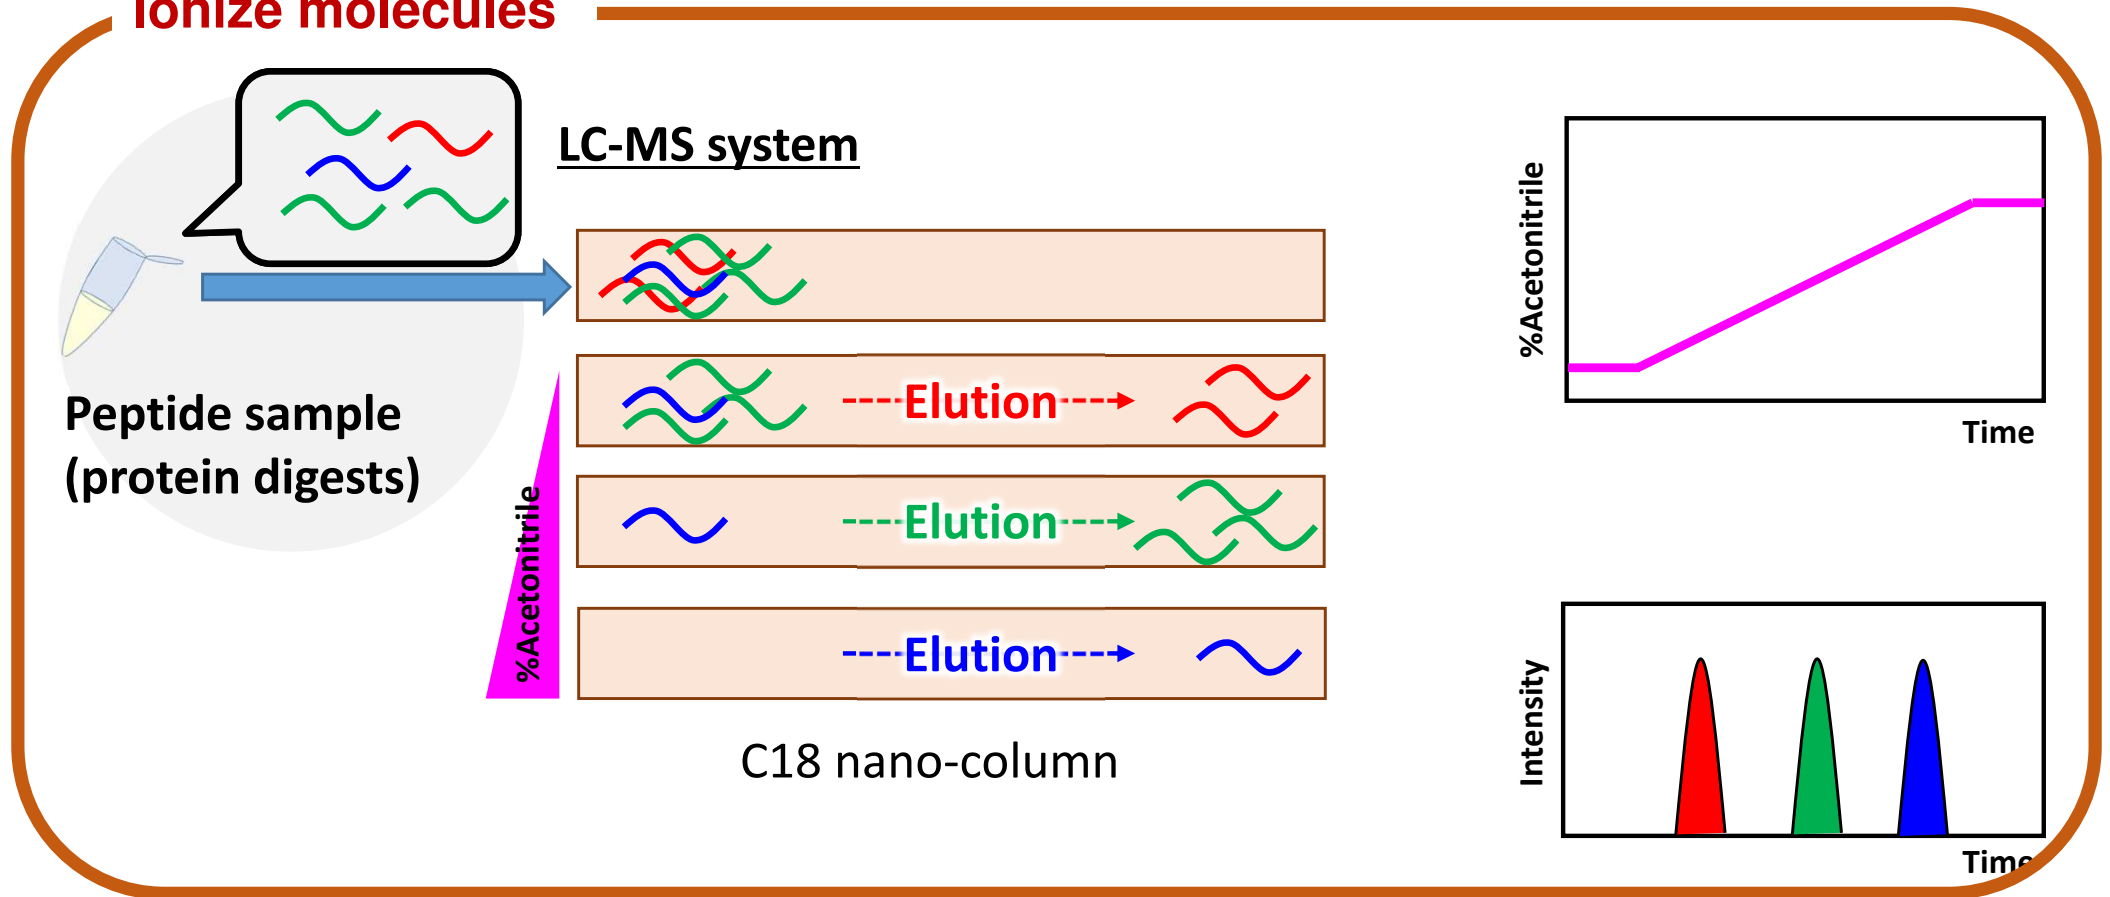 Ionize molecules
LC-MS system
Peptide sample
(protein digests)
%Acetonitrile
Elution
Elution
Elution
C18 nano-column
%Acetonitrile
Time
Intensity
Time